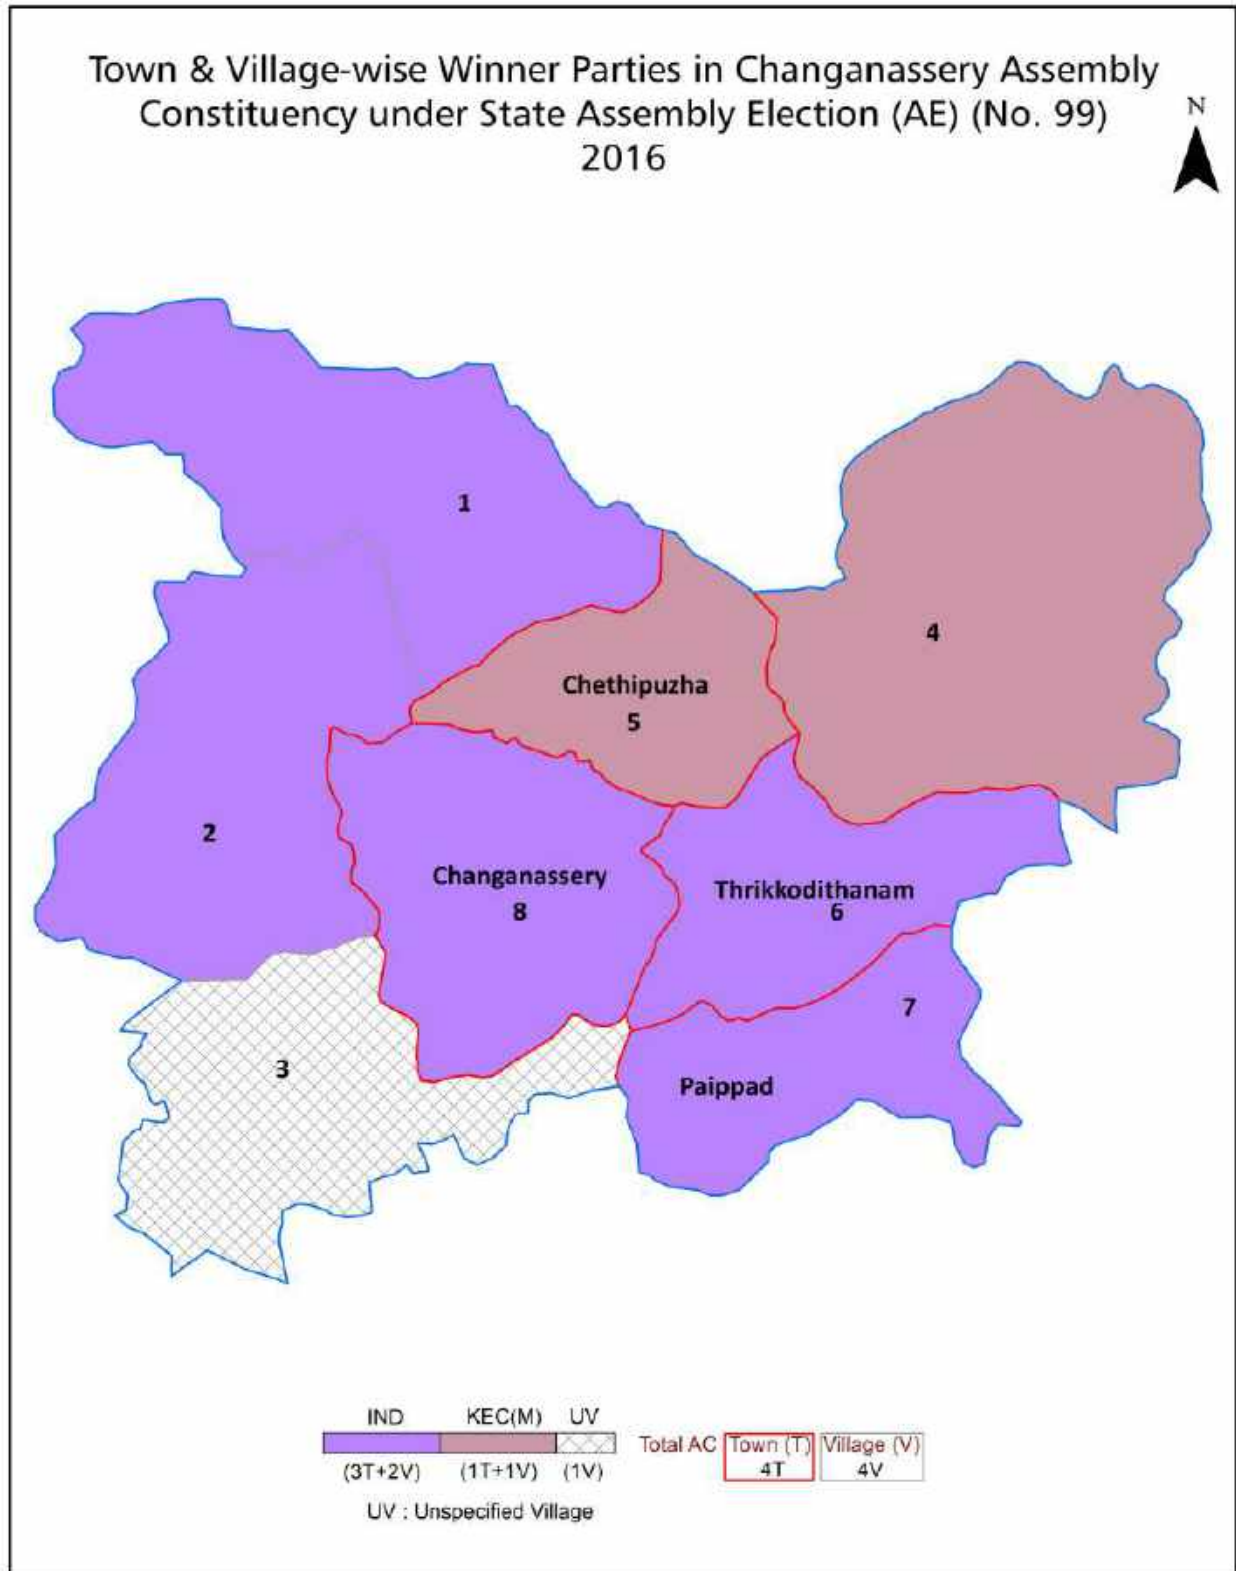 Town & Village-wise Winner Parties in Changanassery Assembly
Constituency under State Assembly Election (AE) (No. 99)
2016
N
1
4
Chethipuzha
5
2
Changanassery
8
Thrikkodithanam
6
7
3
Paippad
IND KEC(M) UV
(3T+2V) (1T+1V) (1V)
UV : Unspecified Village
Total AC Town (T) Village (V)
4T 4V